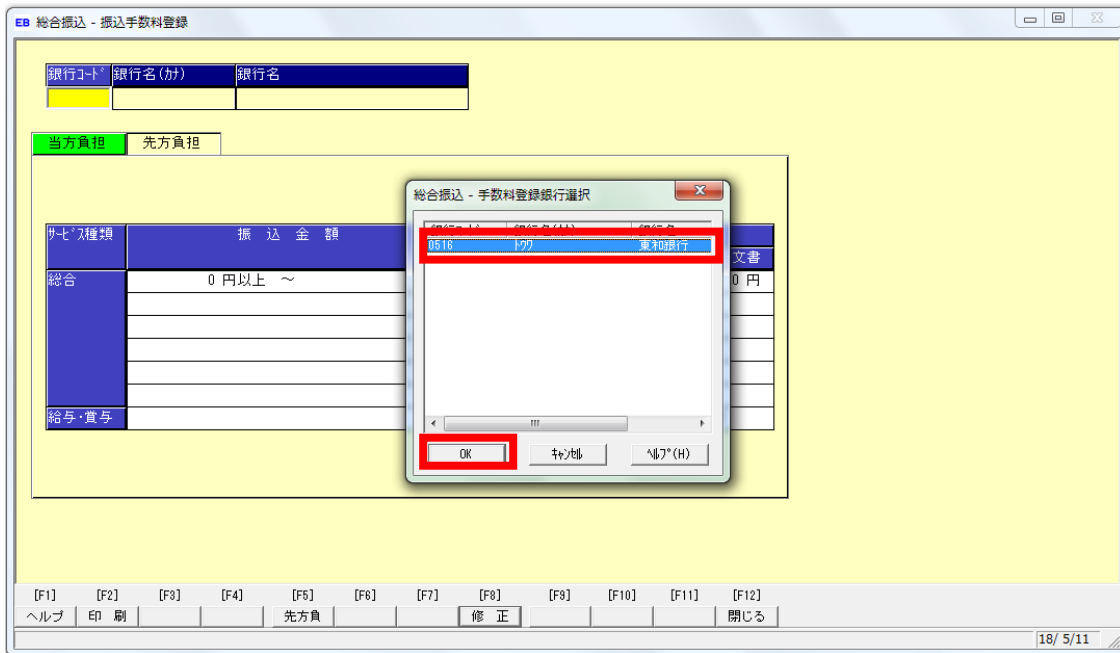 EB 総合振込 - 振込手数料登録
銀行ｺｰﾄﾞ 銀行名(ｶﾅ) 銀行名
当方負担 先方負担
総合振込 - 手数料登録銀行選択
0516 ﾄﾜ 東和銀行
ｻｰﾋﾞｽ種類 振 込 金 額
文書
総合 0 円以上 ～ 0 円
給与・賞与
OK ｷｬﾝｾﾙ ﾍﾙﾌﾟ(H)
[F1] [F2] [F3] [F4] [F5] [F6] [F7] [F8] [F9] [F10] [F11] [F12]
ヘルプ 印 刷 先方負 修 正 閉じる
18/ 5/11